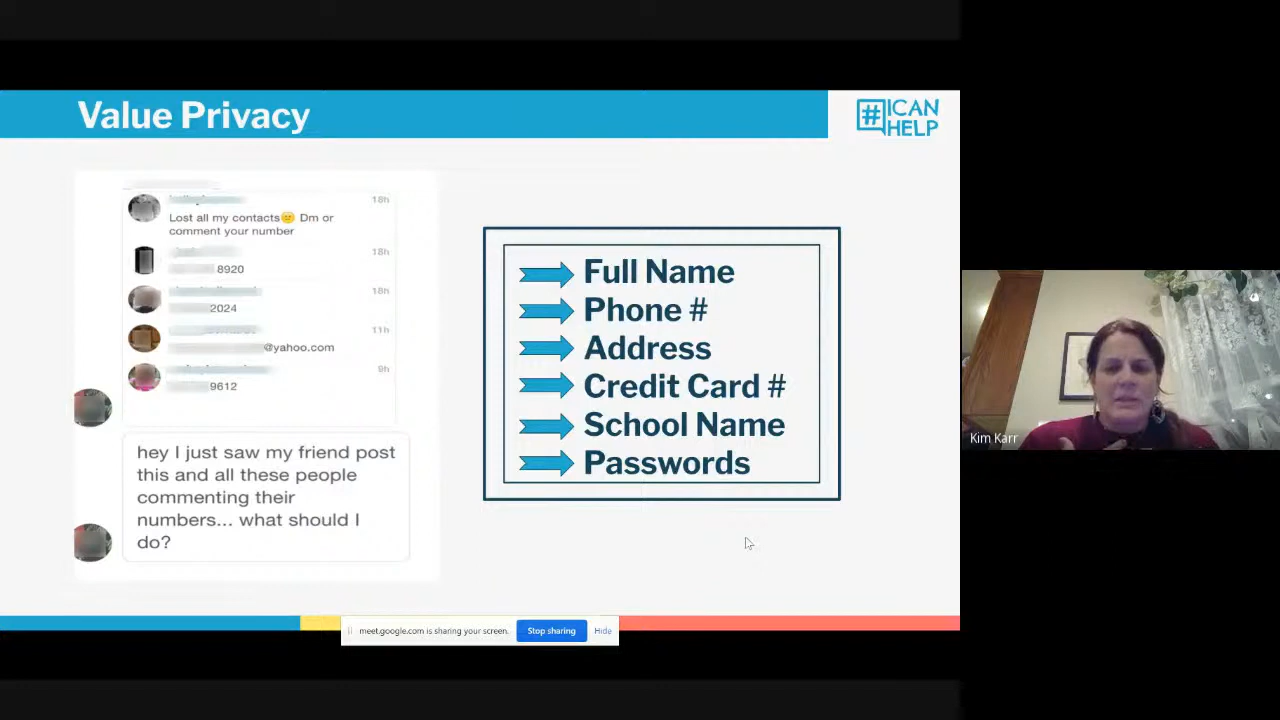 Value Privacy
#ICAN
HELP
18h
Lost all my contacts😕 Dm or
comment your number
18h
8920
18h
2024
11h
@yahoo.com
9h
9612
hey I just saw my friend post
this and all these people
commenting their
numbers... what should I
do?
Full Name
Phone #
Address
Credit Card #
School Name
Passwords
Kim Karr
meet.google.com is sharing your screen.
Stop sharing
Hide